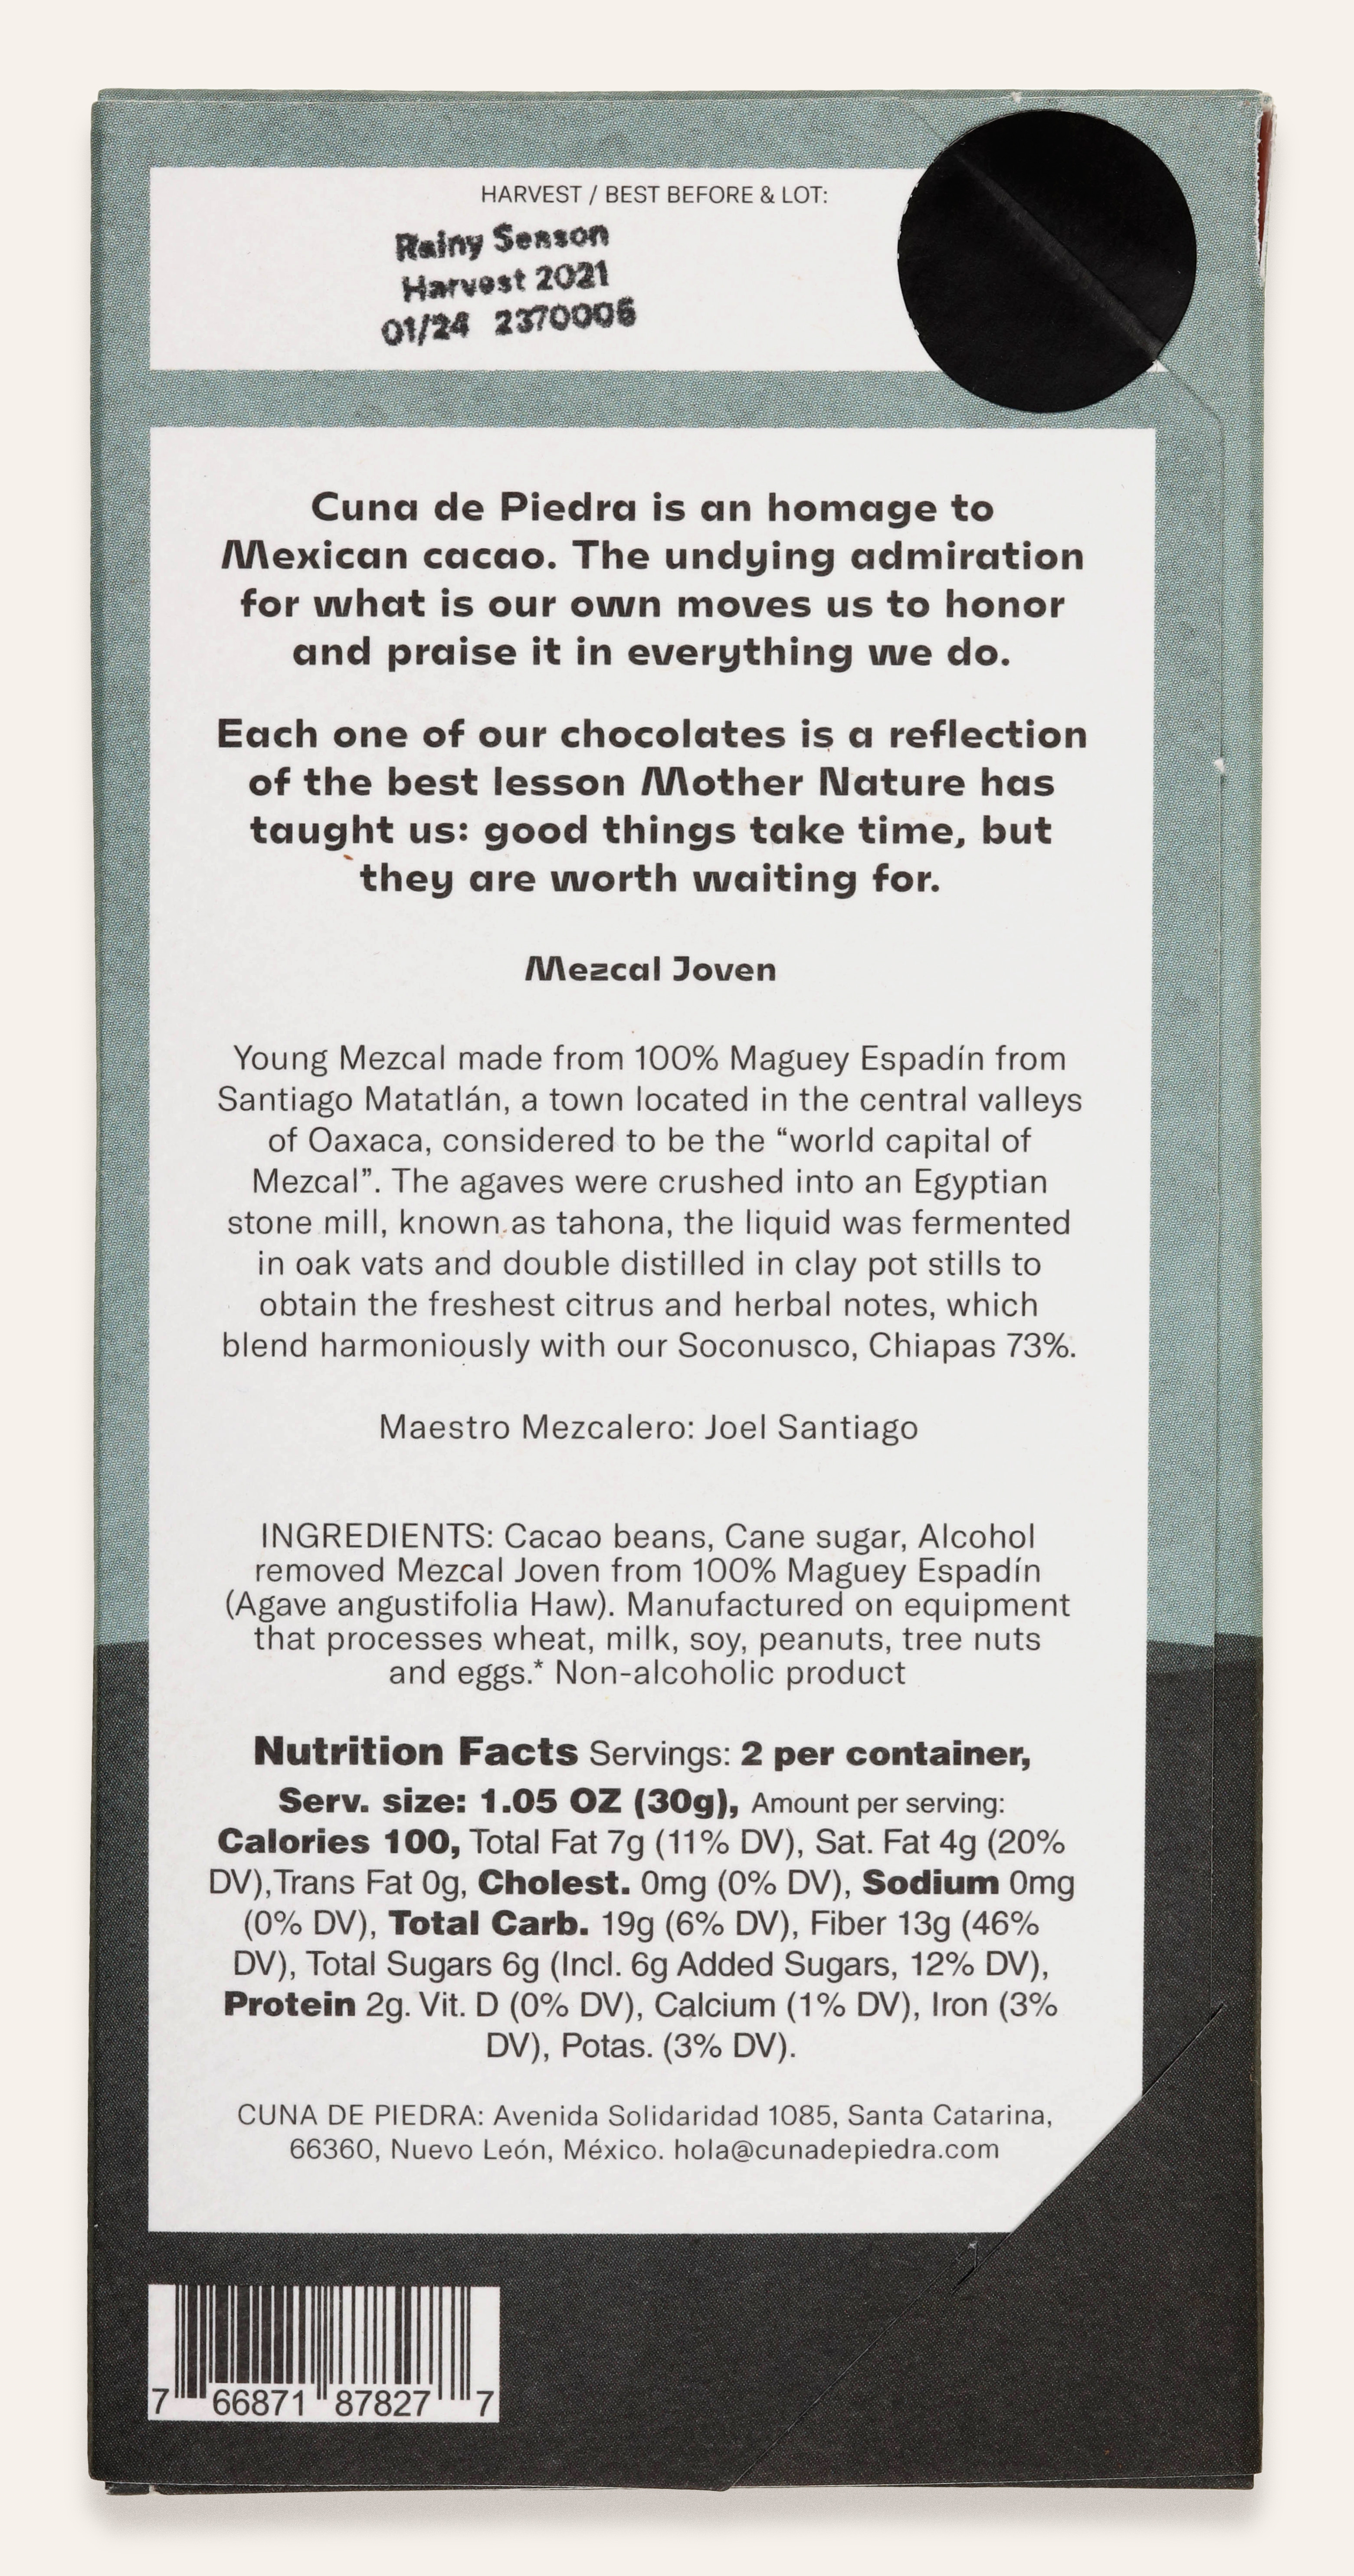 HARVEST / BEST BEFORE & LOT:
Rainy Season
Harvest 2021
01/24 2370006
Cuna de Piedra is an homage to
Mexican cacao. The undying admiration
for what is our own moves us to honor
and praise it in everything we do.
Each one of our chocolates is a reflection
of the best lesson Mother Nature has
taught us: good things take time, but
they are worth waiting for.
Mezcal Joven
Young Mezcal made from 100% Maguey Espadín from
Santiago Matatlán, a town located in the central valleys
of Oaxaca, considered to be the “world capital of
Mezcal”. The agaves were crushed into an Egyptian
stone mill, known as tahona, the liquid was fermented
in oak vats and double distilled in clay pot stills to
obtain the freshest citrus and herbal notes, which
blend harmoniously with our Soconusco, Chiapas 73%.
Maestro Mezcalero: Joel Santiago
INGREDIENTS: Cacao beans, Cane sugar, Alcohol
removed Mezcal Joven from 100% Maguey Espadín
(Agave angustifolia Haw). Manufactured on equipment
that processes wheat, milk, soy, peanuts, tree nuts
and eggs.* Non-alcoholic product
Nutrition Facts Servings: 2 per container,
Serv. size: 1.05 OZ (30g), Amount per serving:
Calories 100, Total Fat 7g (11% DV), Sat. Fat 4g (20%
DV),Trans Fat 0g, Cholest. 0mg (0% DV), Sodium 0mg
(0% DV), Total Carb. 19g (6% DV), Fiber 13g (46%
DV), Total Sugars 6g (Incl. 6g Added Sugars, 12% DV),
Protein 2g. Vit. D (0% DV), Calcium (1% DV), Iron (3%
DV), Potas. (3% DV).
CUNA DE PIEDRA: Avenida Solidaridad 1085, Santa Catarina,
66360, Nuevo León, México. hola@cunadepiedra.com
7 66871 87827 7